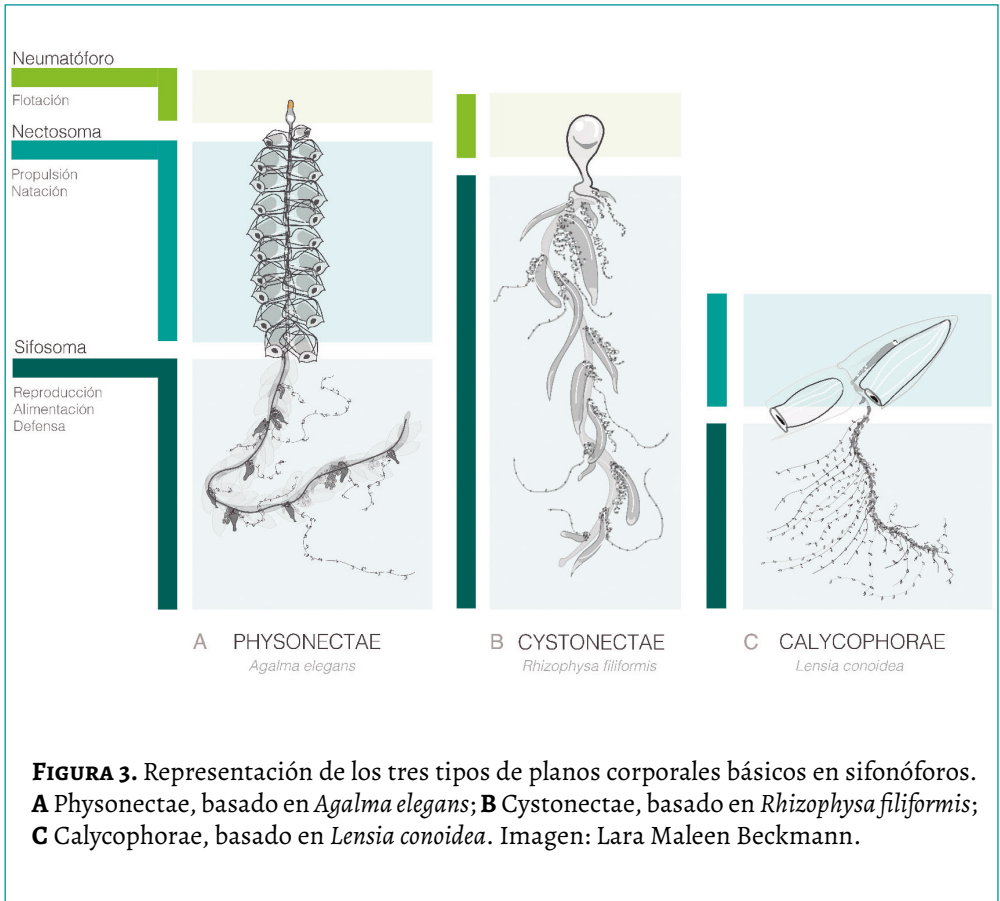 Neumatóforo
Flotación
Nectosoma
Propulsión
Natación
Sifosoma
Reproducción
Alimentación
Defensa
A PHYSONECTAE
Agalma elegans
B CYSTONECTAE
Rhizophysa filiformis
C CALYCOPHORAE
Lensia conoidea
FIGURA 3. Representación de los tres tipos de planos corporales básicos en sifonóforos.
A Physonectae, basado en Agalma elegans; B Cystonectae, basado en Rhizophysa filiformis;
C Calycophorae, basado en Lensia conoidea. Imagen: Lara Maleen Beckmann.